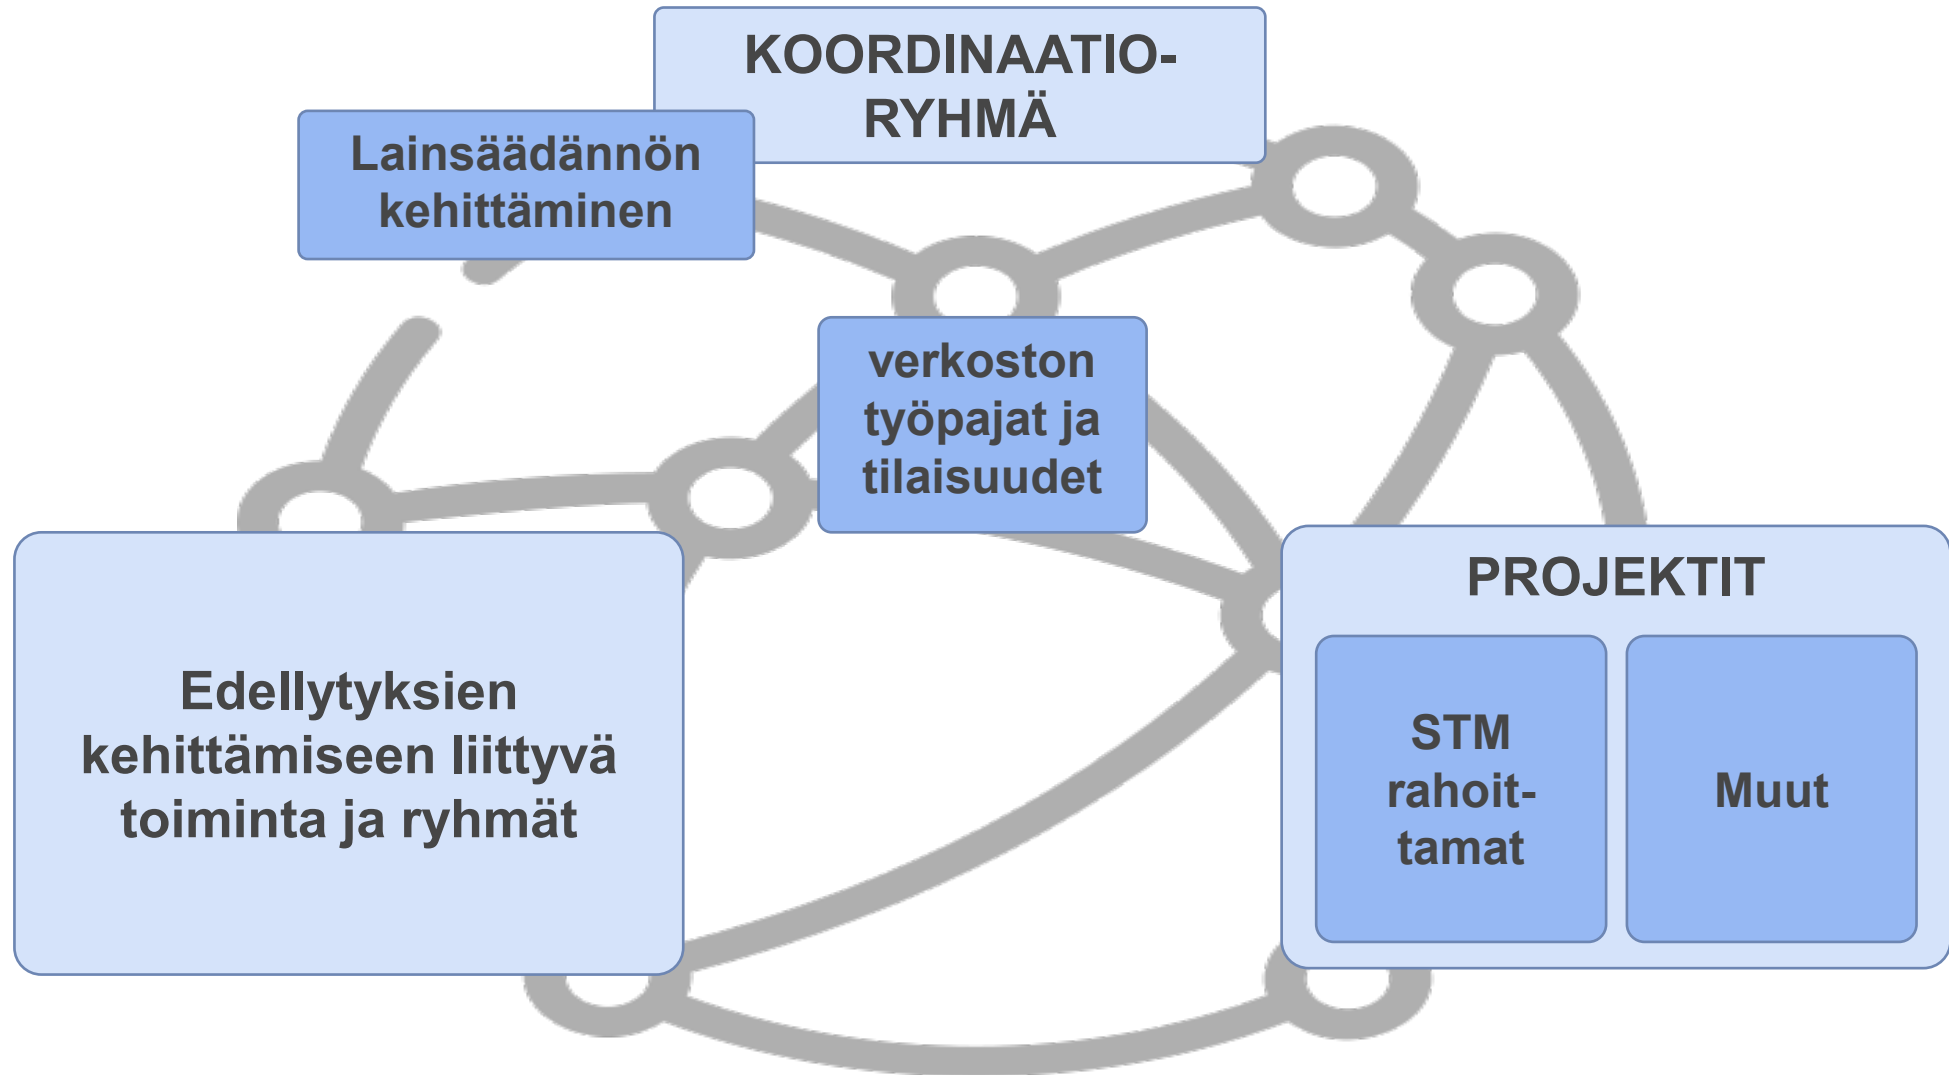 KOORDINAATIO-
RYHMÄ
Lainsäädännön
kehittäminen
verkoston
työpajat ja
tilaisuudet
Edellytyksien
kehittämiseen liittyvä
toiminta ja ryhmät
PROJEKTIT
STM
rahoit-
tamat
Muut